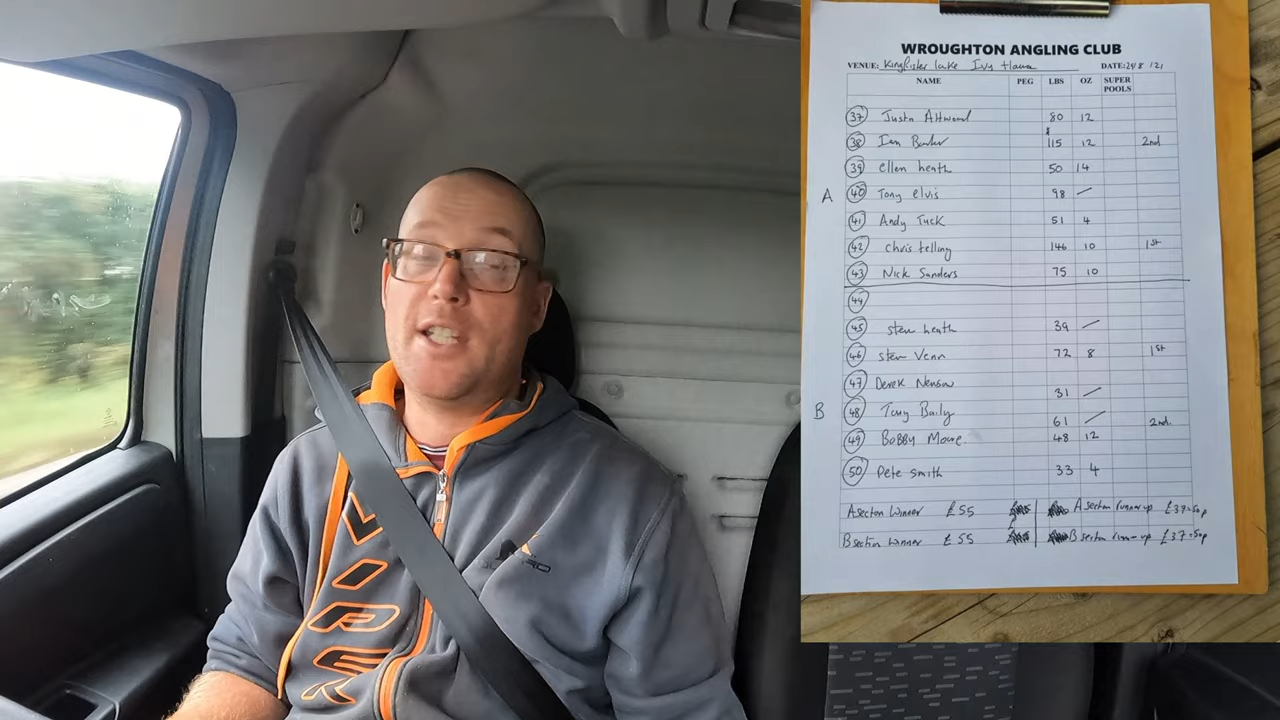 WROUGHTON ANGLING CLUB
VENUE: Kingfisher Lake Ivy House DATE: 24/8/21
NAME PEG LBS OZ SUPER POOLS
37 Justin Attwood 80 12
38 Ian 115 12 2nd
39 ellen heath 50 14
A 40 Tony elvis 98 –
41 Andy Tuck 51 4
42 Chris telling 146 10 1st
43 Nick Sanders 75 10
44
45 steve heath 39 –
46 steve Venn 72 8 1st
47 Derek 31 –
B 48 Tony Baily 61 – 2nd
49 BOBBY Moore. 48 12
50 Pete smith 33 4
A section Winner £55 A section runner up £37=50p
B section Winner £55 B section runner-up £37=50p
VIPER